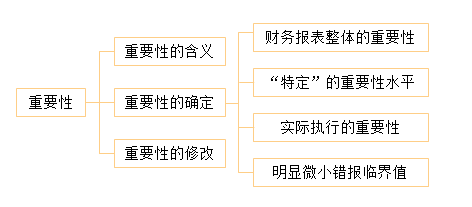 重要性
重要性的含义
重要性的确定
重要性的修改
财务报表整体的重要性
“特定”的重要性水平
实际执行的重要性
明显微小错报临界值